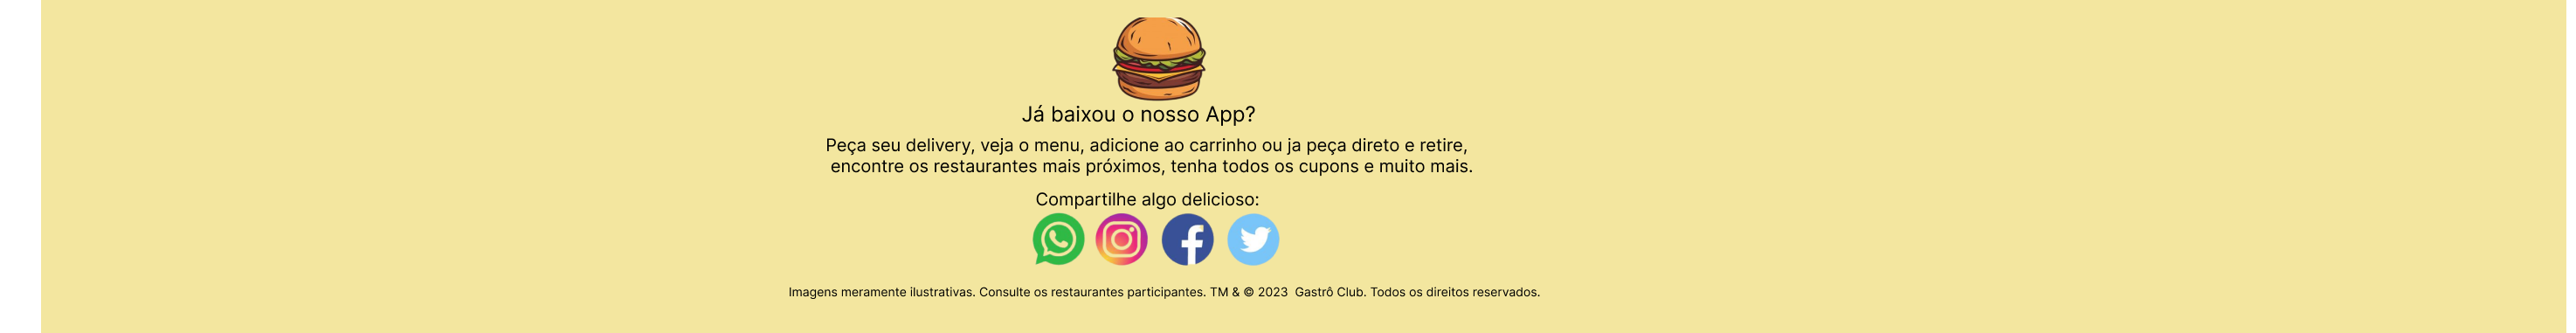 Já baixou o nosso App?
Peça seu delivery, veja o menu, adicione ao carrinho ou ja peça direto e retire,
encontre os restaurantes mais próximos, tenha todos os cupons e muito mais.
Compartilhe algo delicioso:
Imagens meramente ilustrativas. Consulte os restaurantes participantes. TM & © 2023 Gastrô Club. Todos os direitos reservados.